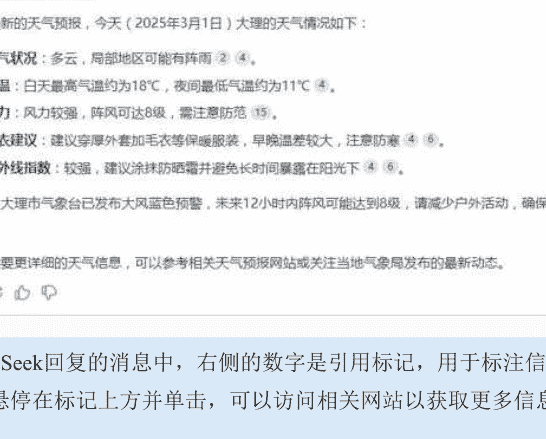 新的天气预报，今天（2025年3月1日）大理的天气情况如下：
气状况：多云，局部地区可能有阵雨 2 4 。
温：白天最高气温约为18℃，夜间最低气温约为11℃ 4 。
力：风力较强，阵风可达8级，需注意防范 15 。
衣建议：建议穿厚外套加毛衣等保暖服装，早晚温差较大，注意防寒 4 6 。
外线指数：较强，建议涂抹防晒霜并避免长时间暴露在阳光下 4 6 。
大理市气象台已发布大风蓝色预警，未来12小时内阵风可能达到8级，请减少户外活动，确保
要更详细的天气信息，可以参考相关天气预报网站或关注当地气象局发布的最新动态。
Seek回复的消息中，右侧的数字是引用标记，用于标注信
悬停在标记上方并单击，可以访问相关网站以获取更多信息